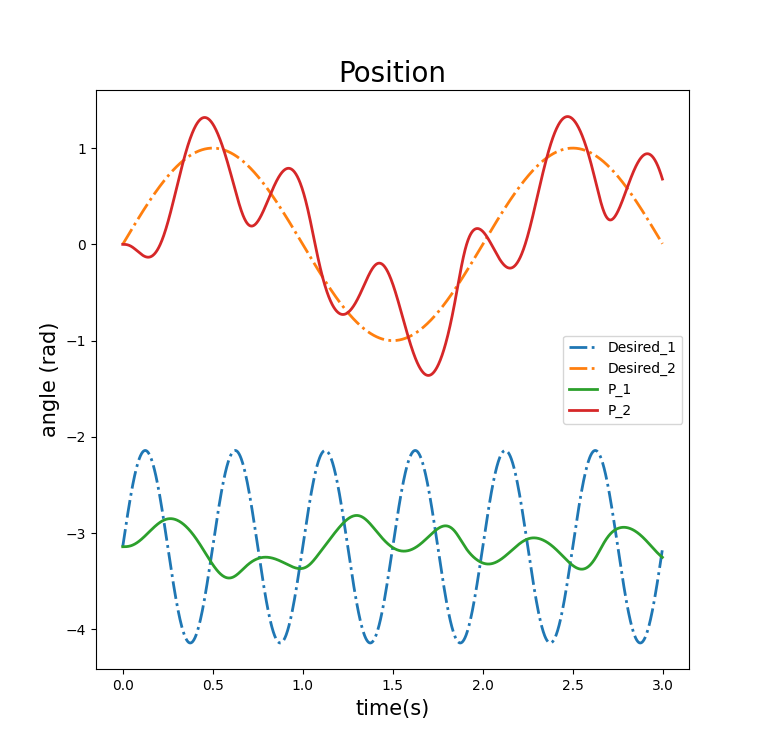 Position
angle (rad)
1
0
−1
−2
−3
−4
Desired_1
Desired_2
P_1
P_2
0.0 0.5 1.0 1.5 2.0 2.5 3.0
time(s)